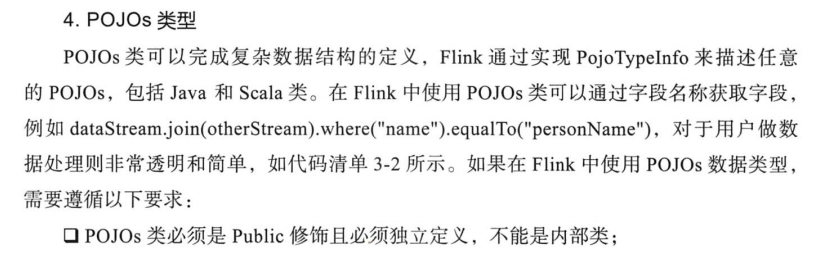 4. POJOs 类型
POJOs 类可以完成复杂数据结构的定义，Flink 通过实现 PojoTypeInfo 来描述任意
的 POJOs，包括 Java 和 Scala 类。在 Flink 中使用 POJOs 类可以通过字段名称获取字段，
例如 dataStream.join(otherStream).where("name").equalTo("personName")，对于用户做数
据处理则非常透明和简单，如代码清单 3-2 所示。如果在 Flink 中使用 POJOs 数据类型，
需要遵循以下要求：
❑ POJOs 类必须是 Public 修饰且必须独立定义，不能是内部类；